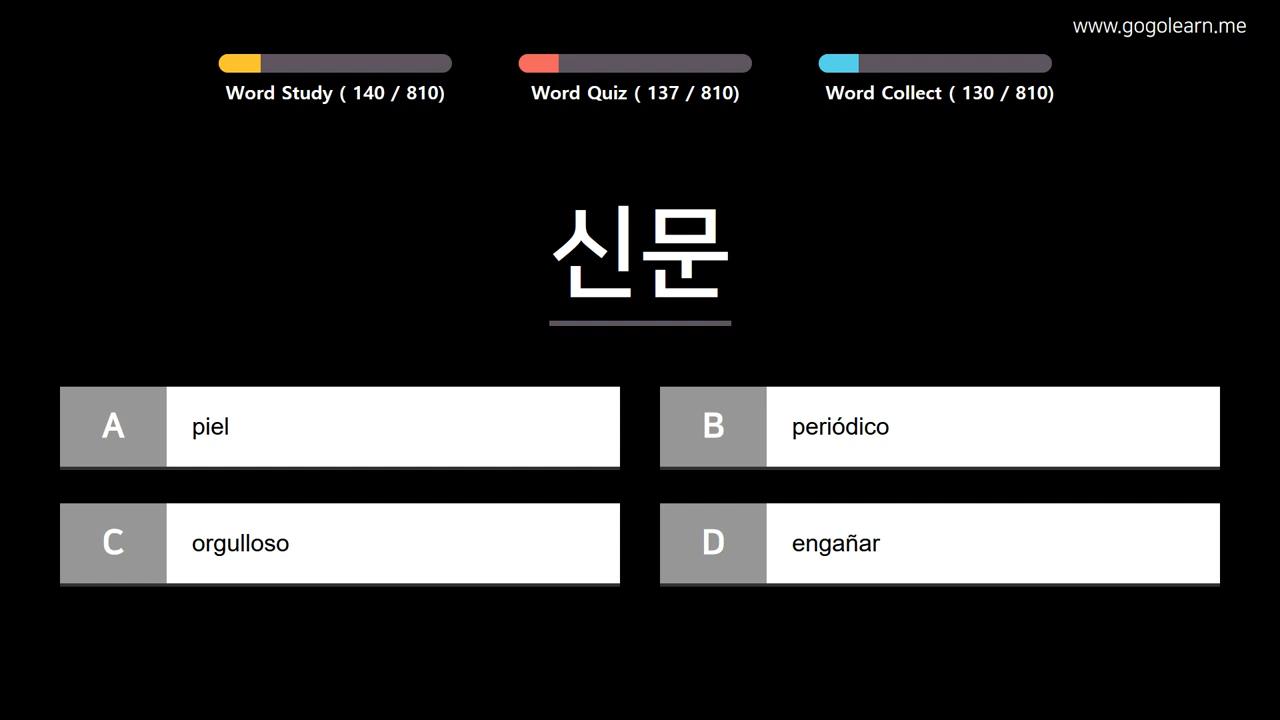 www.gogolearn.me
Word Study ( 140 / 810)
Word Quiz ( 137 / 810)
Word Collect ( 130 / 810)
신문
A piel
B periódico
C orgulloso
D engañar